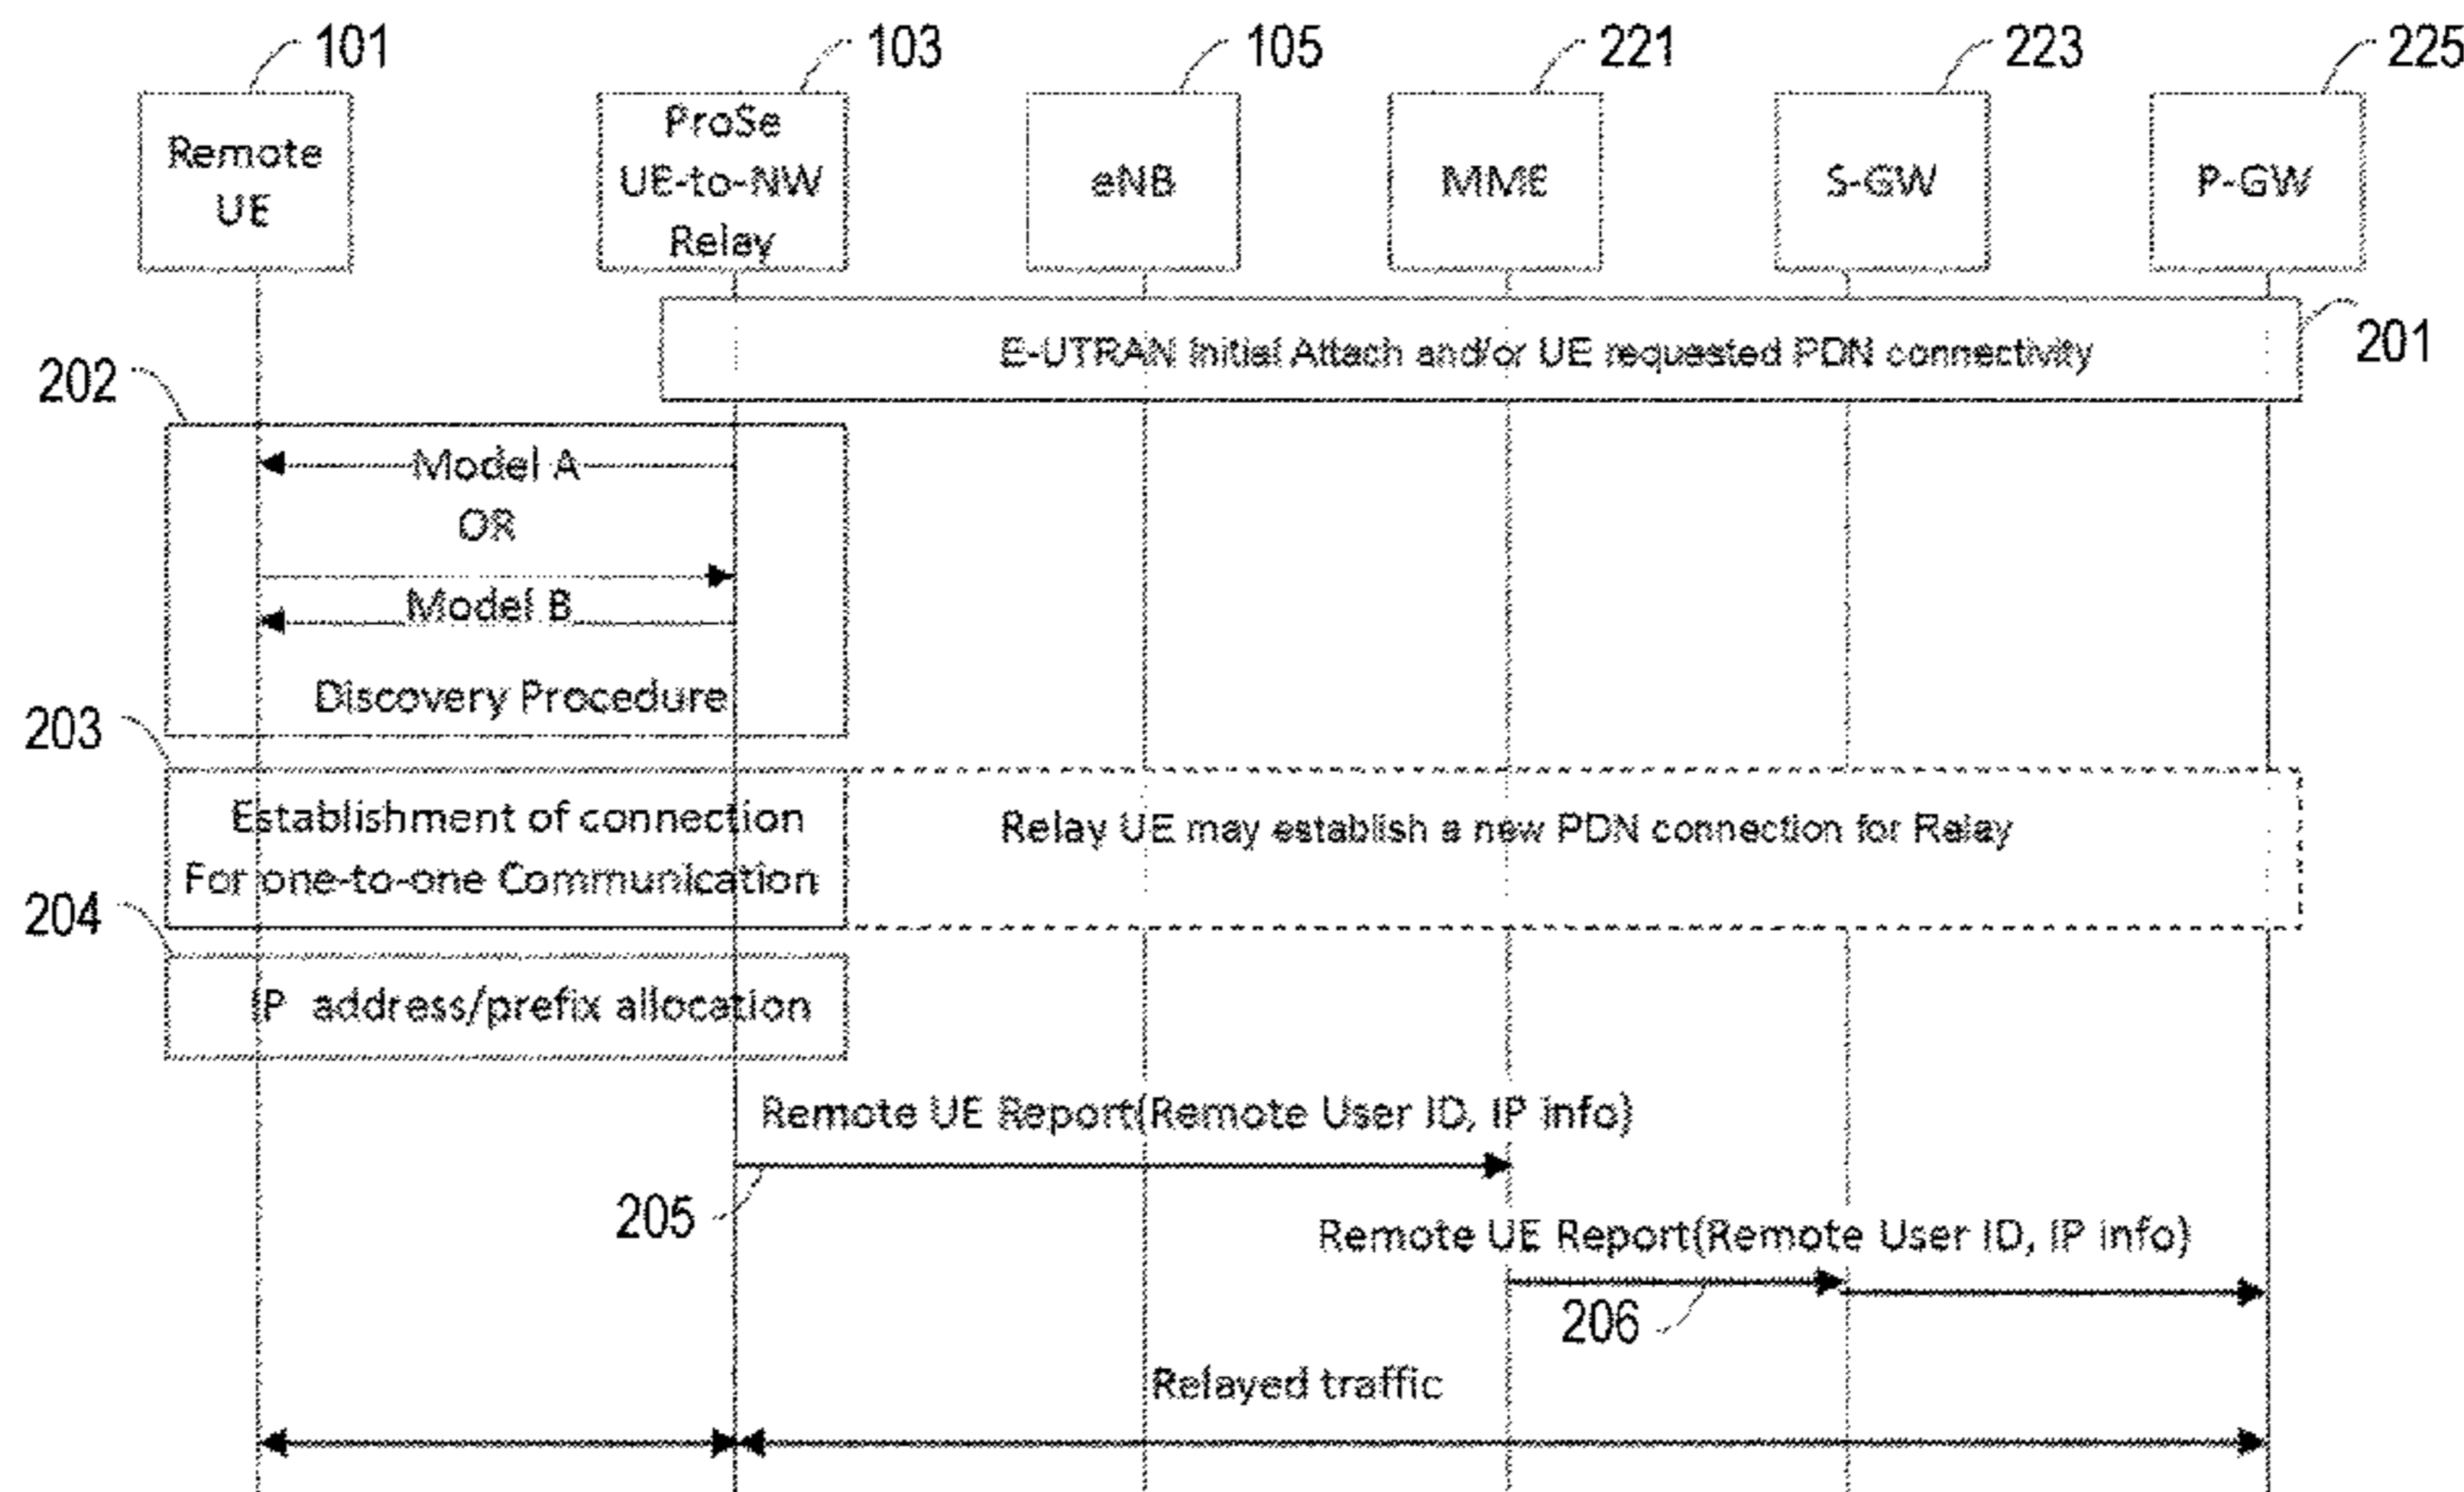 101
103
105
221
223
225
Remote
UE
ProSe
UE-to-NW
Relay
eNB
MME
S-GW
P-GW
E-UTRAN Initial Attach and/or UE requested PDN connectivity
201
202
Model A
OR
Model B
Discovery Procedure
203
Establishment of connection
For one-to-one Communication
Relay UE may establish a new PDN connection for Relay
204
IP address/prefix allocation
Remote UE Report(Remote User ID, IP info)
205
Remote UE Report(Remote User ID, IP info)
206
Relayed traffic